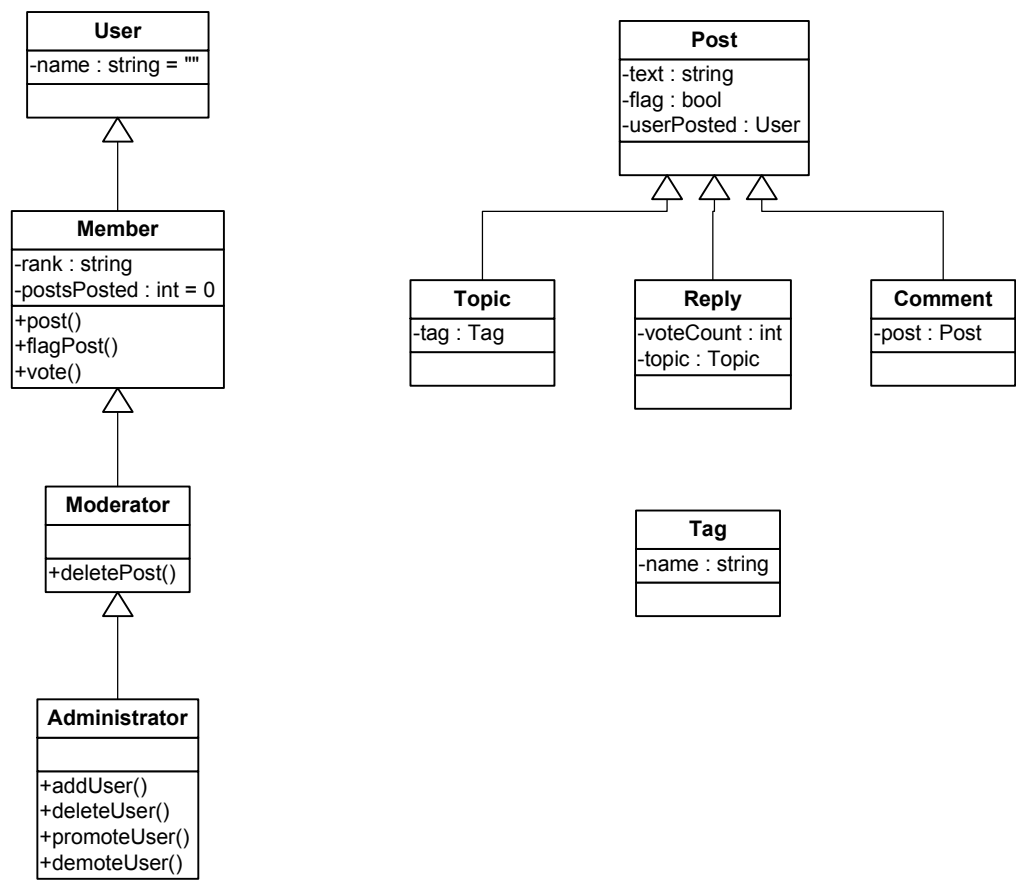 User
-name : string = ""
Member
-rank : string
-postsPosted : int = 0
+post()
+flagPost()
+vote()
Moderator
+deletePost()
Administrator
+addUser()
+deleteUser()
+promoteUser()
+demoteUser()
Post
-text : string
-flag : bool
-userPosted : User
Topic
-tag : Tag
Reply
-voteCount : int
-topic : Topic
Comment
-post : Post
Tag
-name : string